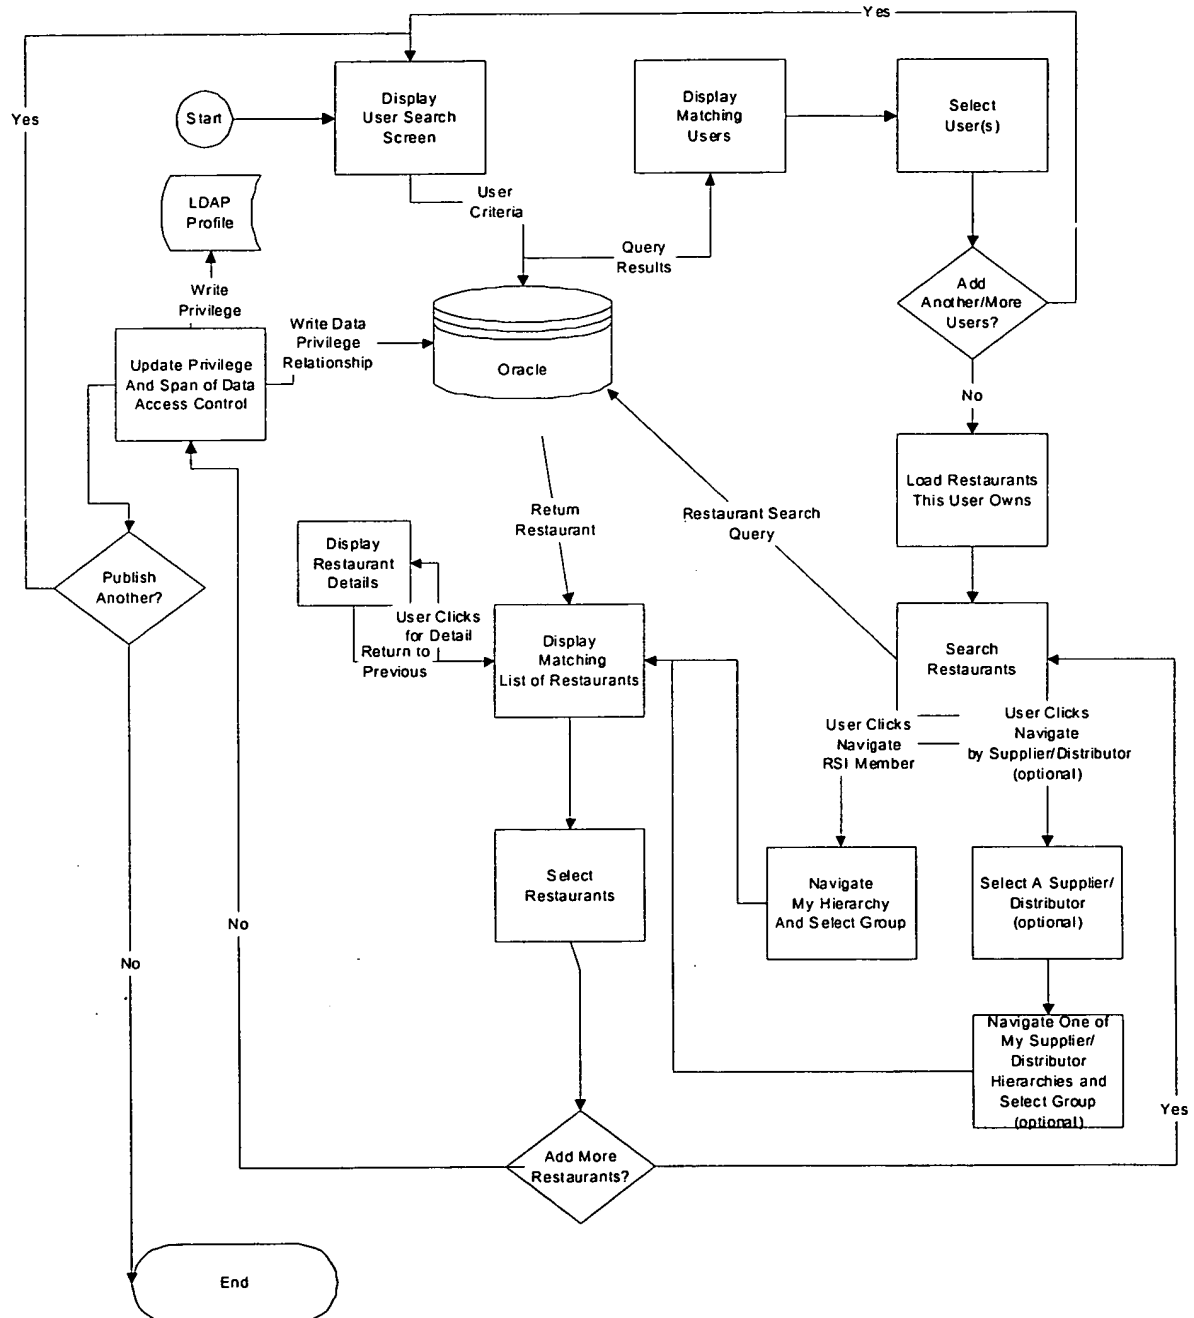 Yes
Yes
Start
Display
User Search
Screen
Display
Matching
Users
Select
User(s)
LDAP
Profile
User
Criteria
Query
Results
Add
Another/More
Users?
Write
Privilege
Write Data
Privilege
Relationship
Update Privilege
And Span of Data
Access Control
Oracle
No
Load Restaurants
This User Owns
Return
Restaurant
Restaurant Search
Query
Display
Restaurant
Details
Publish
Another?
User Clicks
for Detail
Return to
Previous
Display
Matching
List of Restaurants
Search
Restaurants
User Clicks
Navigate
RSI Member
User Clicks
Navigate
by Supplier/Distributor
(optional)
Select
Restaurants
Navigate
My Hierarchy
And Select Group
Select A Supplier/
Distributor
(optional)
No
No
Navigate One of
My Supplier/
Distributor
Hierarchies and
Select Group
(optional)
Yes
Add More
Restaurants?
End